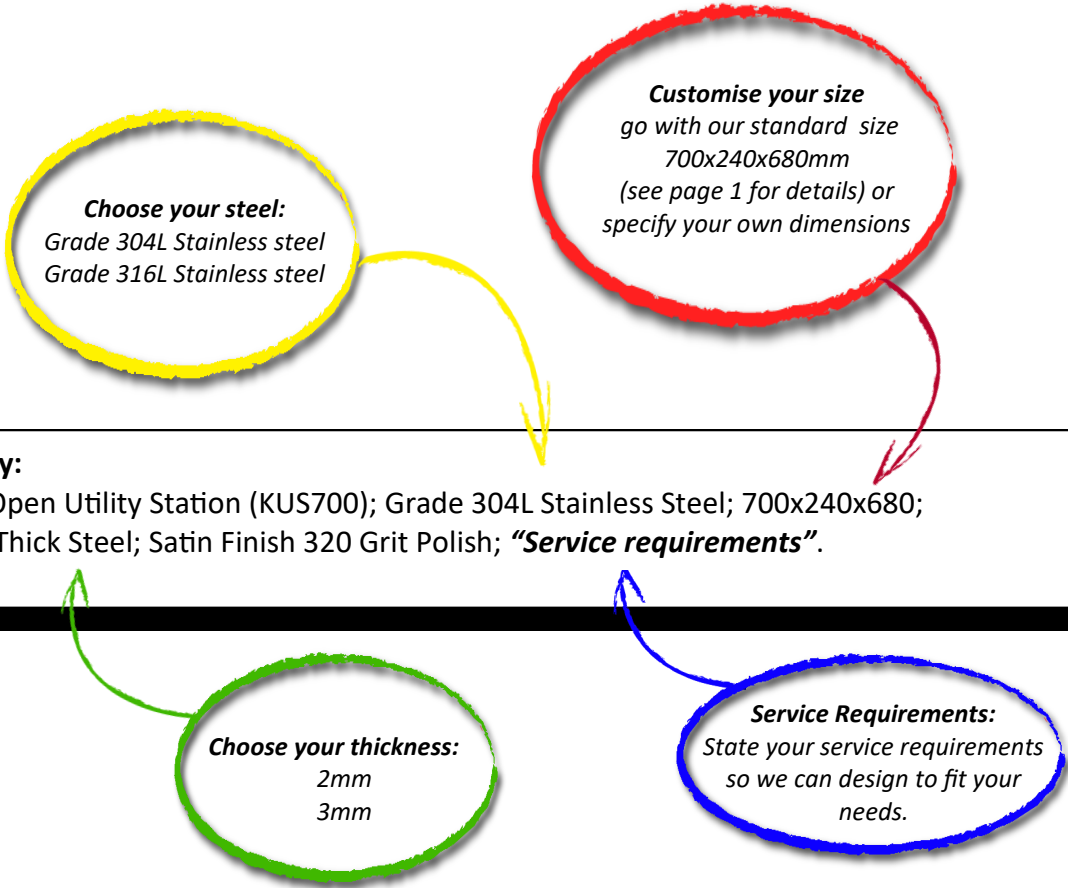 Customise your size
go with our standard size
700x240x680mm
(see page 1 for details) or
specify your own dimensions
Choose your steel:
Grade 304L Stainless steel
Grade 316L Stainless steel
y:
Open Utility Station (KUS700); Grade 304L Stainless Steel; 700x240x680;
Thick Steel; Satin Finish 320 Grit Polish; “Service requirements”.
Choose your thickness:
2mm
3mm
Service Requirements:
State your service requirements
so we can design to fit your
needs.